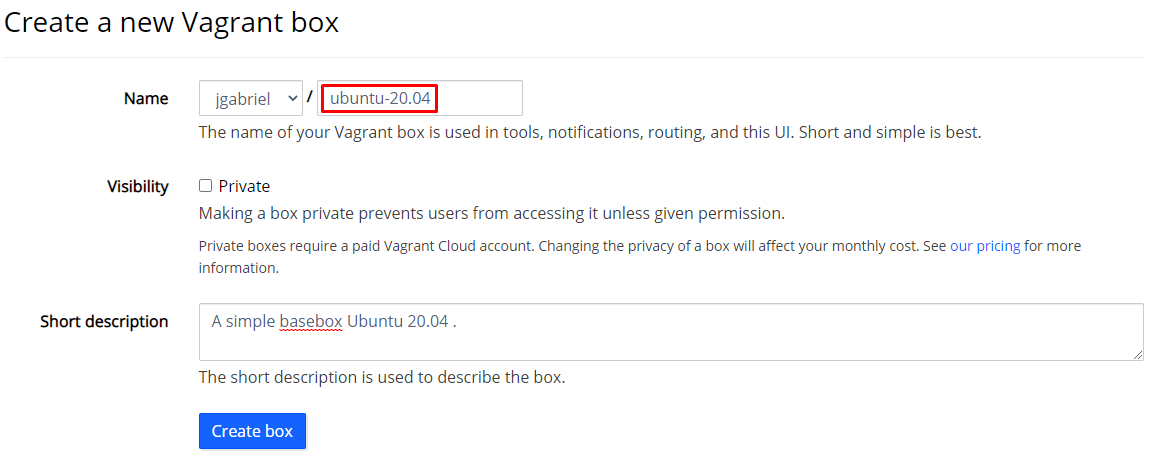 Create a new Vagrant box
Name
jgabriel / ubuntu-20.04
The name of your Vagrant box is used in tools, notifications, routing, and this UI. Short and simple is best.
Visibility
Private
Making a box private prevents users from accessing it unless given permission.
Private boxes require a paid Vagrant Cloud account. Changing the privacy of a box will affect your monthly cost. See our pricing for more
information.
Short description
A simple basebox Ubuntu 20.04 .
The short description is used to describe the box.
Create box